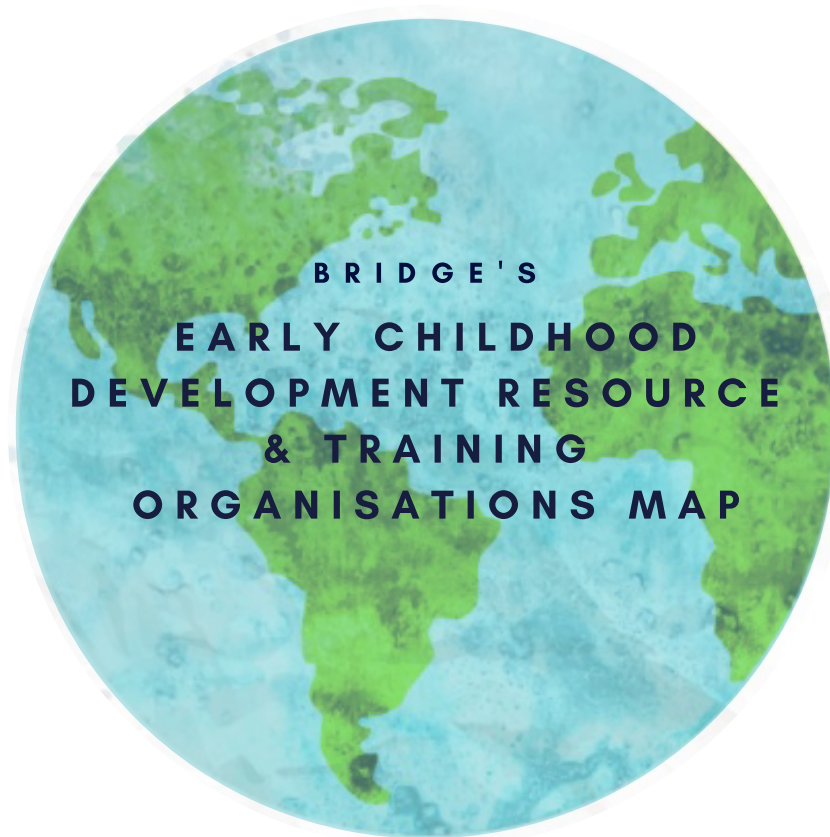 BRIDGE'S
EARLY CHILDHOOD
DEVELOPMENT RESOURCE
& TRAINING
ORGANISATIONS MAP